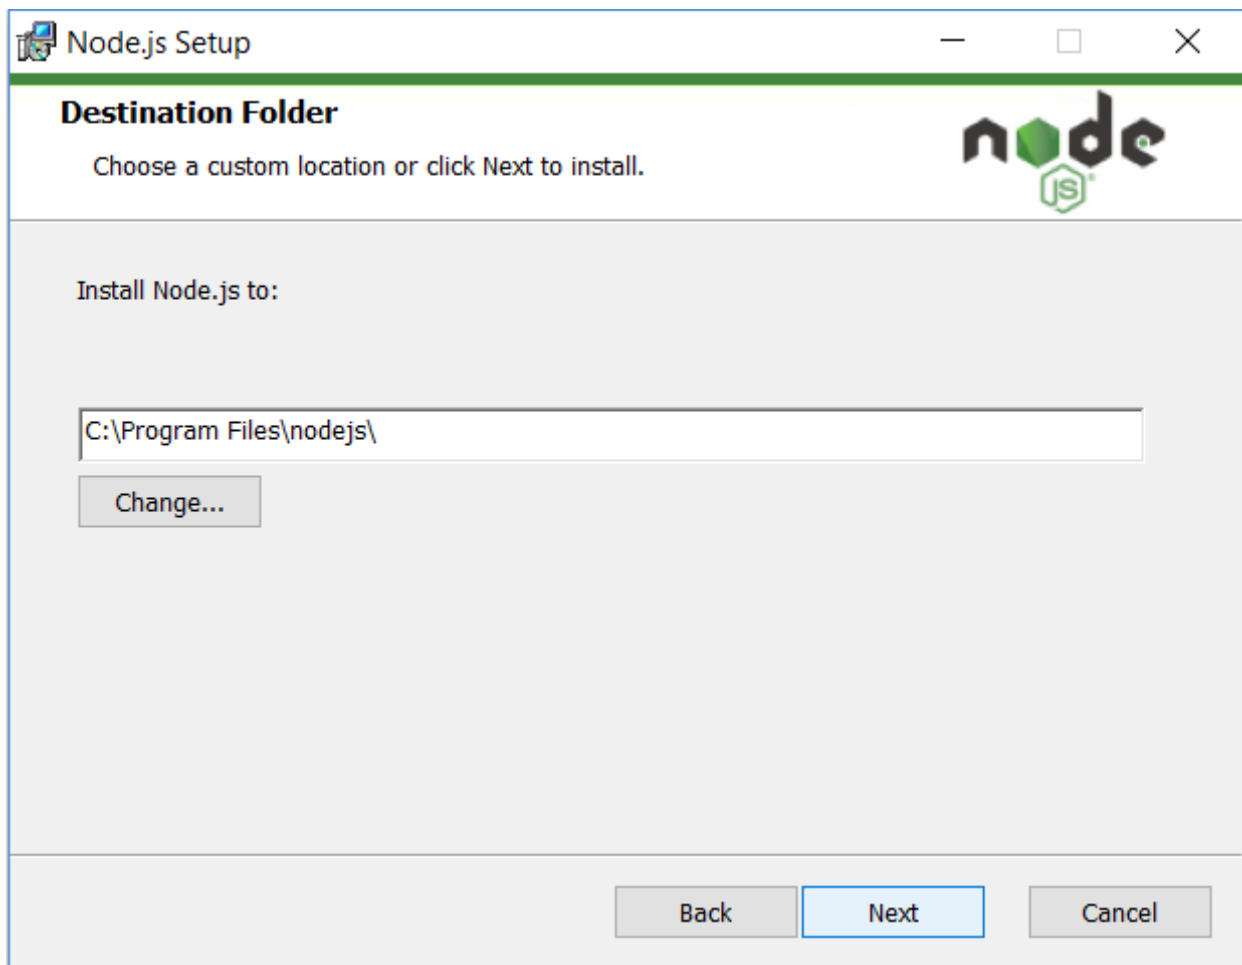 Node.js Setup
Destination Folder
Choose a custom location or click Next to install.
node
JS®
Install Node.js to:
C:\Program Files\nodejs\
Change...
Back Next Cancel